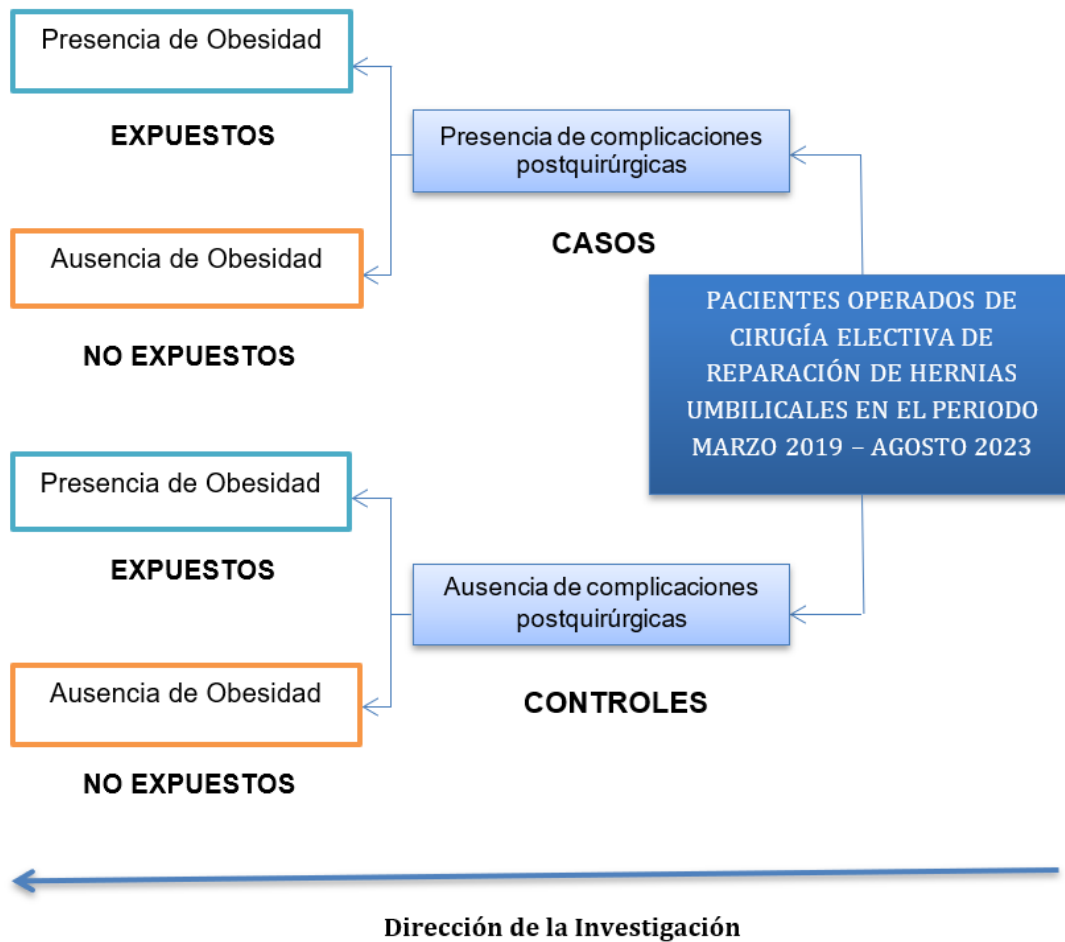 Presencia de Obesidad
EXPUESTOS
Ausencia de Obesidad
NO EXPUESTOS
Presencia de complicaciones
postquirúrgicas
CASOS
PACIENTES OPERADOS DE
CIRUGÍA ELECTIVA DE
REPARACIÓN DE HERNIAS
UMBILICALES EN EL PERIODO
MARZO 2019 – AGOSTO 2023
Presencia de Obesidad
EXPUESTOS
Ausencia de Obesidad
NO EXPUESTOS
Ausencia de complicaciones
postquirúrgicas
CONTROLES
Dirección de la Investigación